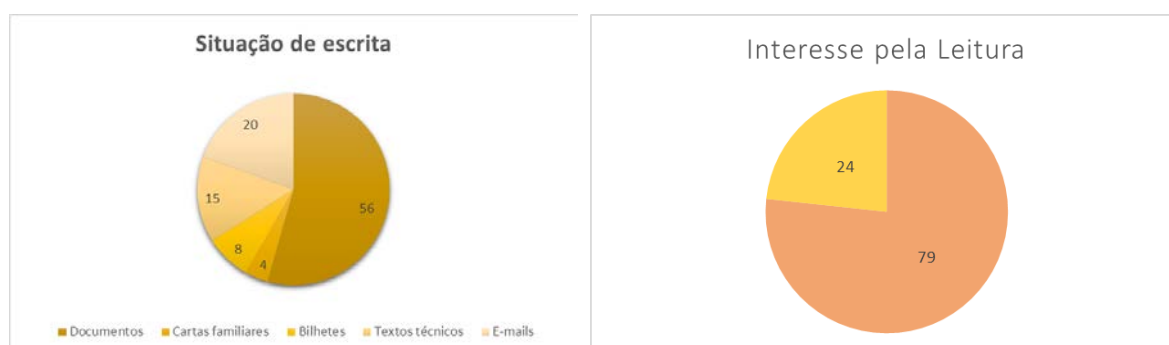 Situação de escrita
20
15
56
8
4
Documentos Cartas familiares Bilhetes Textos técnicos E-mails
Interesse pela Leitura
24
79